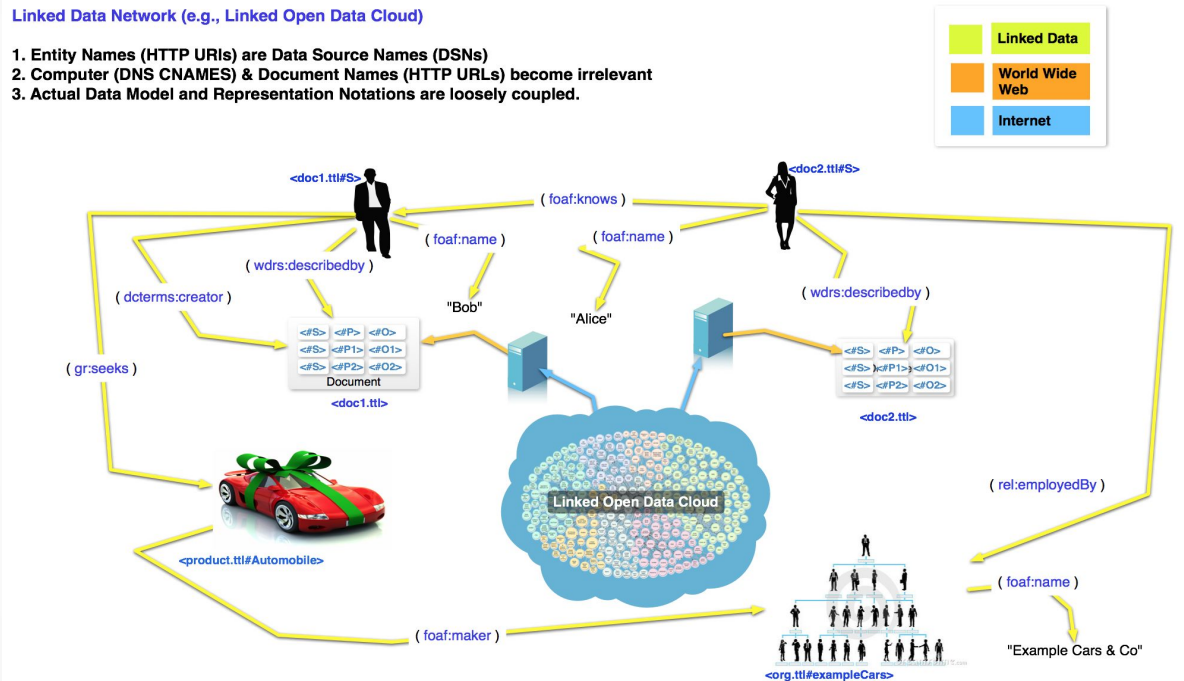 Linked Data Network (e.g., Linked Open Data Cloud)
1. Entity Names (HTTP URIs) are Data Source Names (DSNs)
2. Computer (DNS CNAMES) & Document Names (HTTP URLs) become irrelevant
3. Actual Data Model and Representation Notations are loosely coupled.
Linked Data
World Wide
Web
Internet
<doc1.ttl#S>
<doc2.ttl#S>
( foaf:knows )
( foaf:name )
( foaf:name )
( wdrs:describedby )
( dcterms:creator )
( wdrs:describedby )
"Bob"
"Alice"
<#S> <#P> <#O>
<#S> <#P1> <#O1>
<#S> <#P2> <#O2>
Document
<doc1.ttl>
<#S> <#P> <#O>
<#S> <#P1> <#O1>
<#S> <#P2> <#O2>
<doc2.ttl>
( gr:seeks )
Linked Open Data Cloud
( rel:employedBy )
<product.ttl#Automobile>
( foaf:name )
( foaf:maker )
"Example Cars & Co"
<org.ttl#exampleCars>